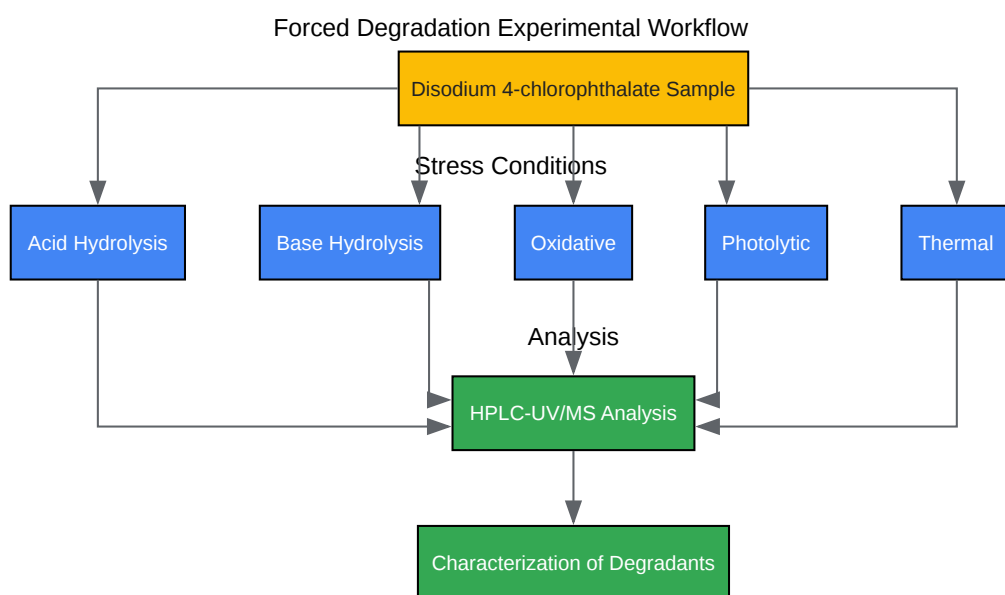 Forced Degradation Experimental Workflow
Disodium 4-chlorophthalate Sample
Stress Conditions
Acid Hydrolysis
Base Hydrolysis
Oxidative
Photolytic
Thermal
Analysis
HPLC-UV/MS Analysis
Characterization of Degradants